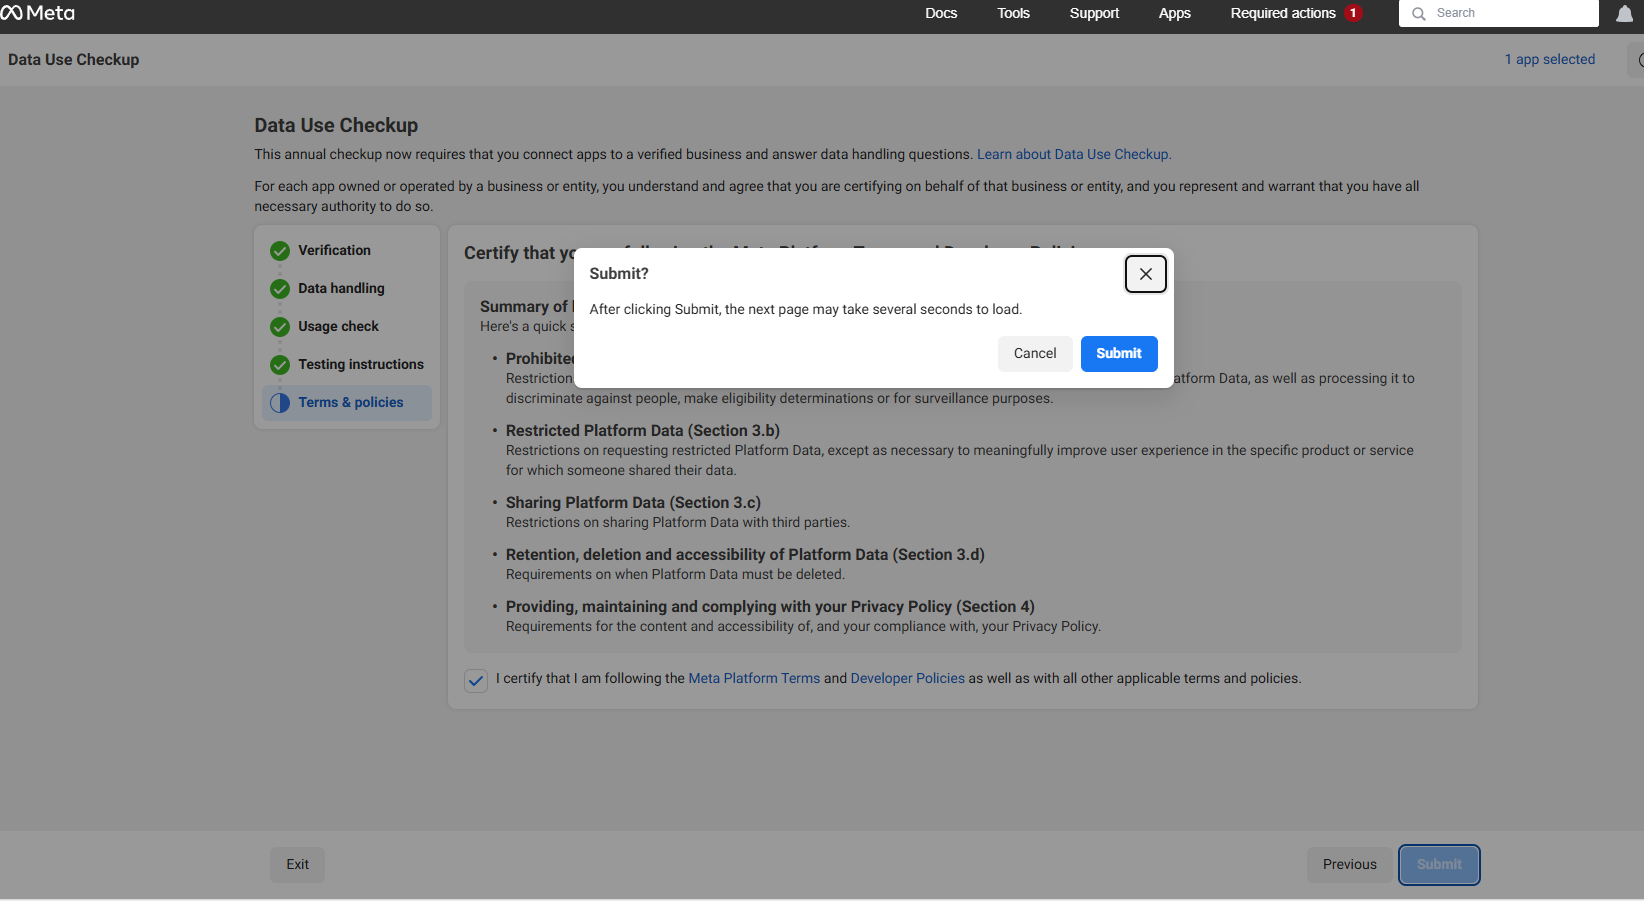 Meta
Docs
Tools
Support
Apps
Required actions
1
Search
Data Use Checkup
1 app selected
Data Use Checkup
This annual checkup now requires that you connect apps to a verified business and answer data handling questions. Learn about Data Use Checkup.
For each app owned or operated by a business or entity, you understand and agree that you are certifying on behalf of that business or entity, and you represent and warrant that you have all
necessary authority to do so.
Verification
Data handling
Usage check
Testing instructions
Terms & policies
Certify that
Submit?
After clicking Submit, the next page may take several seconds to load.
Cancel
Submit
Summary of
Here's a quick
Prohibited
Restriction
atform Data, as well as processing it to
discriminate against people, make eligibility determinations or for surveillance purposes.
Restricted Platform Data (Section 3.b)
Restrictions on requesting restricted Platform Data, except as necessary to meaningfully improve user experience in the specific product or service
for which someone shared their data.
Sharing Platform Data (Section 3.c)
Restrictions on sharing Platform Data with third parties.
Retention, deletion and accessibility of Platform Data (Section 3.d)
Requirements on when Platform Data must be deleted.
Providing, maintaining and complying with your Privacy Policy (Section 4)
Requirements for the content and accessibility of, and your compliance with, your Privacy Policy.
I certify that I am following the Meta Platform Terms and Developer Policies as well as with all other applicable terms and policies.
Exit
Previous
Submit